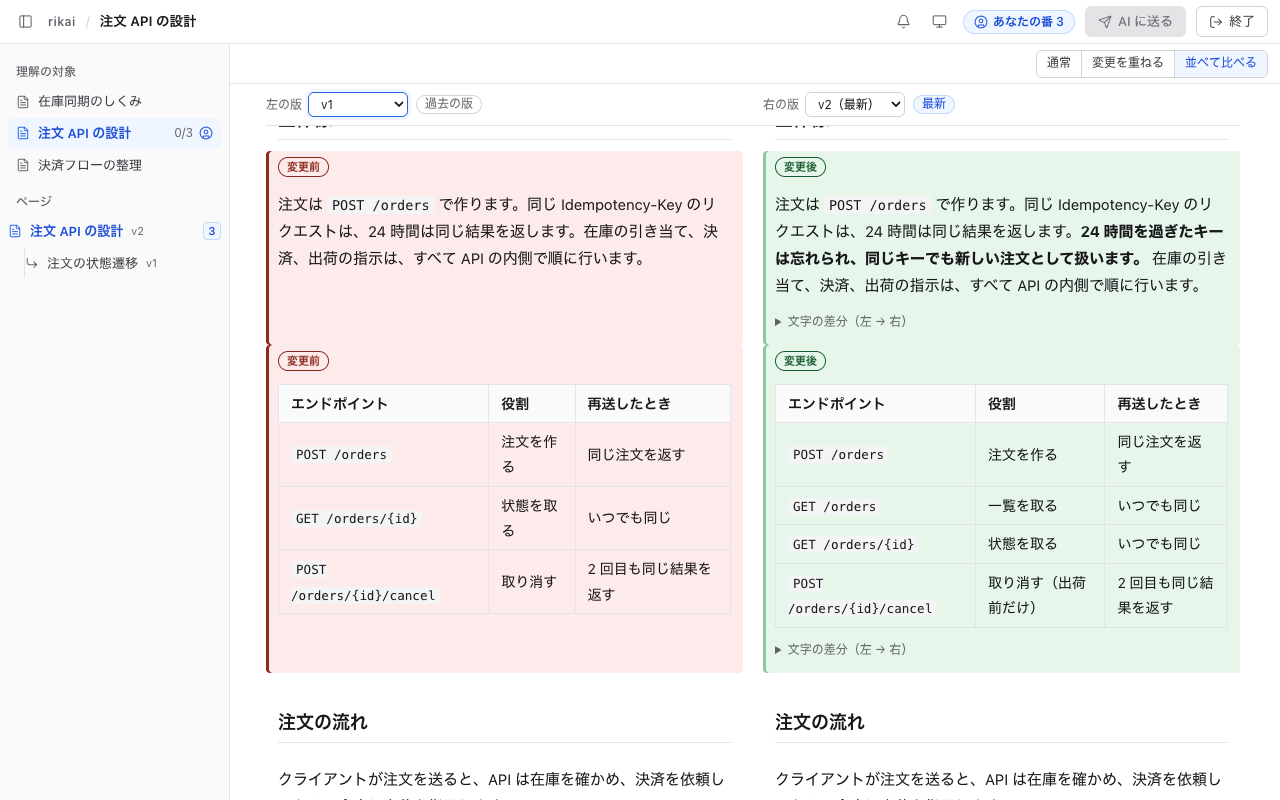 rikai / 注文 API の設計
あなたの番 3
AI に送る
終了
理解の対象
在庫同期のしくみ
注文 API の設計 0/3
決済フローの整理
ページ
注文 API の設計 v2 3
注文の状態遷移 v1
通常 変更を重ねる 並べて比べる
左の版 v1 過去の版
右の版 v2（最新） 最新
変更前
注文は POST /orders で作ります。同じ Idempotency-Key のリ
クエストは、24 時間は同じ結果を返します。在庫の引き当て、決
済、出荷の指示は、すべて API の内側で順に行います。
変更後
注文は POST /orders で作ります。同じ Idempotency-Key のリ
クエストは、24 時間は同じ結果を返します。24 時間を過ぎたキー
は忘れられ、同じキーでも新しい注文として扱います。 在庫の引き
当て、決済、出荷の指示は、すべて API の内側で順に行います。
文字の差分（左 → 右）
変更前
エンドポイント 役割 再送したとき
POST /orders 注文を作
る 同じ注文を返す
GET /orders/{id} 状態を取
る いつでも同じ
POST
/orders/{id}/cancel 取り消す 2 回目も同じ結果を
返す
変更後
エンドポイント 役割 再送したとき
POST /orders 注文を作る 同じ注文を返
す
GET /orders 一覧を取る いつでも同じ
GET /orders/{id} 状態を取る いつでも同じ
POST
/orders/{id}/cancel 取り消す（出荷
前だけ） 2 回目も同じ結
果を返す
文字の差分（左 → 右）
注文の流れ
クライアントが注文を送ると、API は在庫を確かめ、決済を依頼し
注文の流れ
クライアントが注文を送ると、API は在庫を確かめ、決済を依頼し